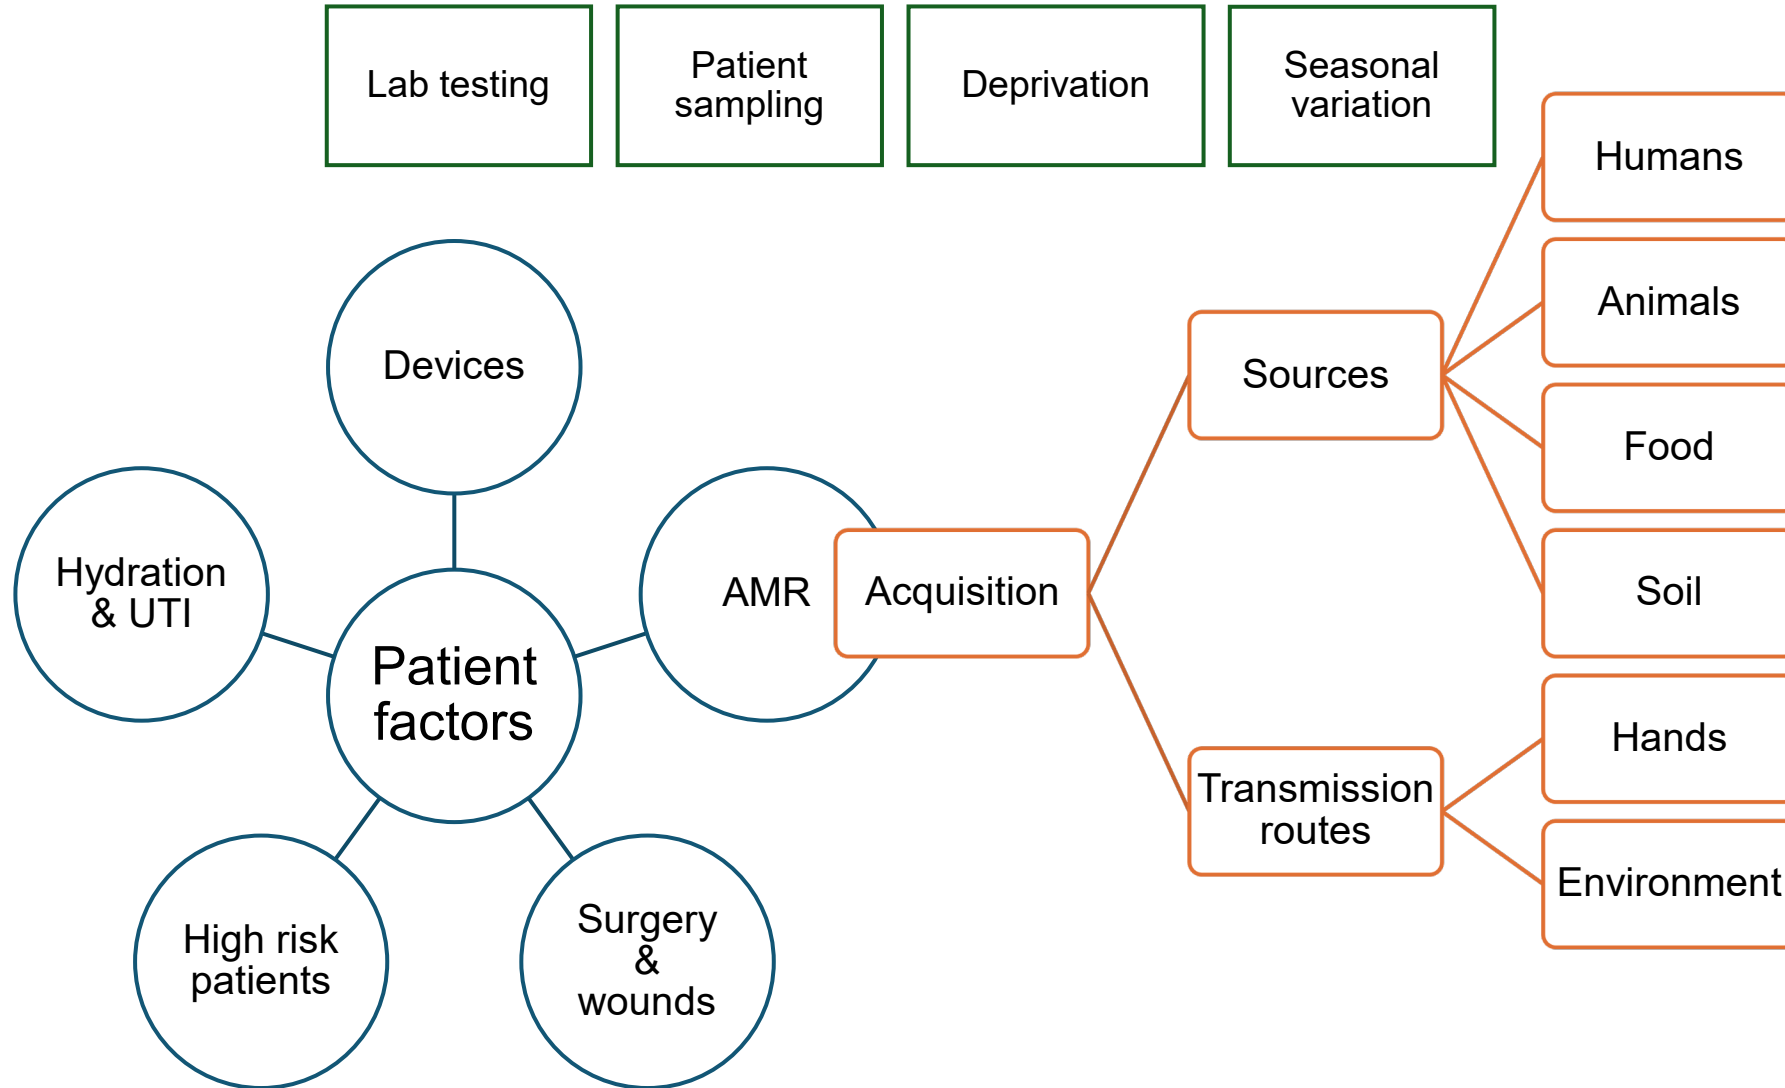 Lab testing
Patient
sampling
Deprivation
Seasonal
variation
Humans
Animals
Food
Soil
Hands
Environment
Sources
Transmission
routes
Acquisition
AMR
Devices
Hydration
& UTI
Patient
factors
High risk
patients
Surgery
&
wounds